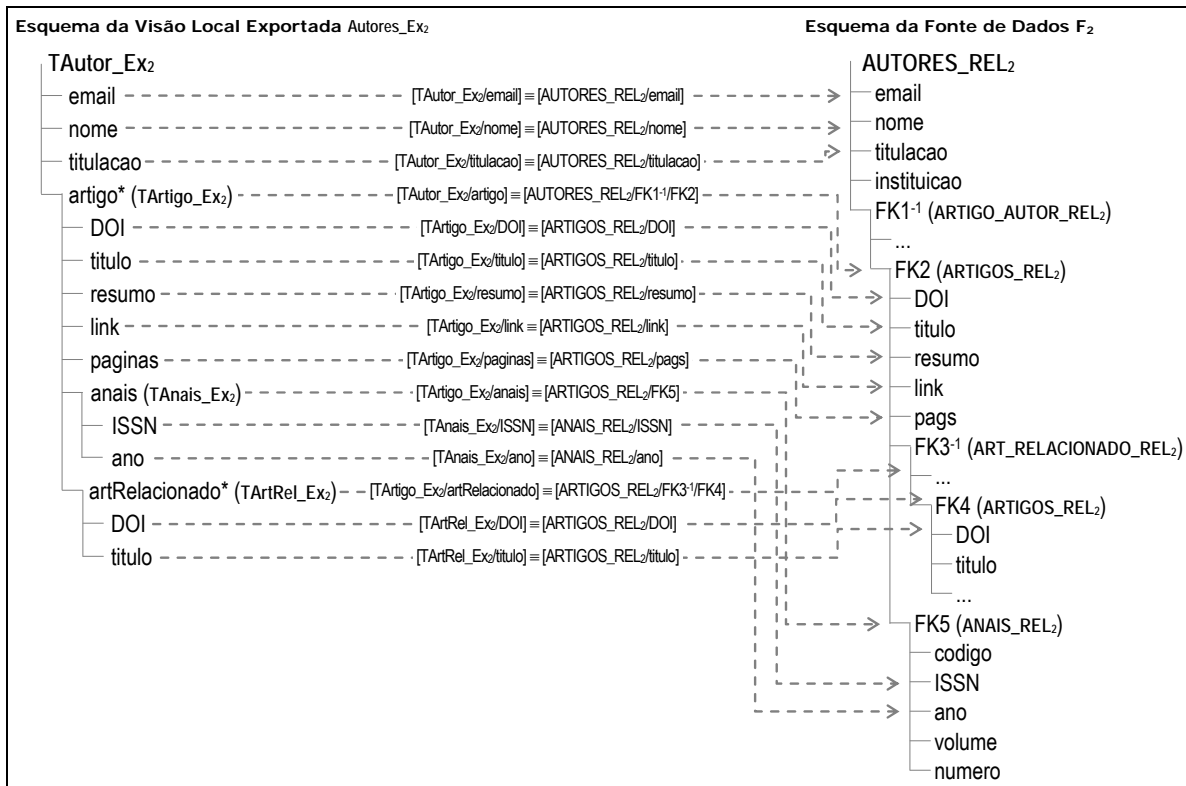 Esquema da Visão Local Exportada Autores_Ex2
TAutor_Ex2
email
nome
titulacao
artigo* (TArtigo_Ex2)
DOI
titulo
resumo
link
paginas
anais (TAnais_Ex2)
ISSN
ano
artRelacionado* (TArtRel_Ex2)
DOI
titulo
[TAutor_Ex2/email] ≡ [AUTORES_REL2/email]
[TAutor_Ex2/nome] ≡ [AUTORES_REL2/nome]
[TAutor_Ex2/titulacao] ≡ [AUTORES_REL2/titulacao]
[TAutor_Ex2/artigo] ≡ [AUTORES_REL2/FK1-1/FK2]
[TArtigo_Ex2/DOI] ≡ [ARTIGOS_REL2/DOI]
[TArtigo_Ex2/titulo] ≡ [ARTIGOS_REL2/titulo]
[TArtigo_Ex2/resumo] ≡ [ARTIGOS_REL2/resumo]
[TArtigo_Ex2/link ≡ [ARTIGOS_REL2/link]
[TArtigo_Ex2/paginas] ≡ [ARTIGOS_REL2/pags]
[TArtigo_Ex2/anais] ≡ [ARTIGOS_REL2/FK5]
[TAnais_Ex2/ISSN] ≡ [ANAIS_REL2/ISSN]
[TAnais_Ex2/ano] ≡ [ANAIS_REL2/ano]
[TArtigo_Ex2/artRelacionado] ≡ [ARTIGOS_REL2/FK3-1/FK4]
[TArtRel_Ex2/DOI] ≡ [ARTIGOS_REL2/DOI]
[TArtRel_Ex2/titulo] ≡ [ARTIGOS_REL2/titulo]
Esquema da Fonte de Dados F2
AUTORES_REL2
email
nome
titulacao
instituicao
FK1-1 (ARTIGO_AUTOR_REL2)
...
FK2 (ARTIGOS_REL2)
DOI
titulo
resumo
link
pags
FK3-1 (ART_RELACIONADO_REL2)
...
FK4 (ARTIGOS_REL2)
DOI
titulo
...
FK5 (ANAIS_REL2)
codigo
ISSN
ano
volume
numero